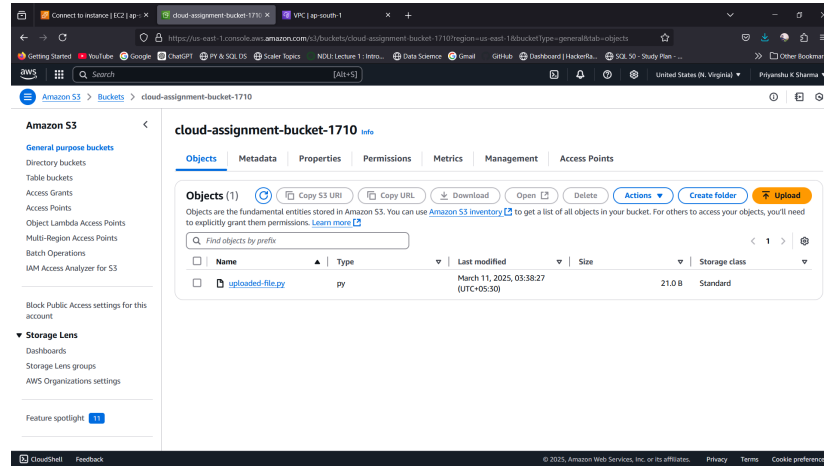 Connect to instance | EC2 | ap-s
cloud-assignment-bucket-1710
VPC | ap-south-1
https://us-east-1.console.aws.amazon.com/s3/buckets/cloud-assignment-bucket-1710?region=us-east-1&bucketType=general&tab=objects
Getting Started YouTube Google ChatGPT PY & SQL DS Scaler Topics NDLI: Lecture 1 : Intro... Data Science Gmail GitHub Dashboard | HackerRa... SQL 50 - Study Plan - ... Other Bookmar
aws Search [Alt+S] United States (N. Virginia) Priyanshu K Sharma
Amazon S3 > Buckets > cloud-assignment-bucket-1710
Amazon S3
General purpose buckets
Directory buckets
Table buckets
Access Grants
Access Points
Object Lambda Access Points
Multi-Region Access Points
Batch Operations
IAM Access Analyzer for S3
Block Public Access settings for this
account
Storage Lens
Dashboards
Storage Lens groups
AWS Organizations settings
Feature spotlight 11
cloud-assignment-bucket-1710 Info
Objects Metadata Properties Permissions Metrics Management Access Points
Objects (1) Copy S3 URI Copy URL Download Open Delete Actions Create folder Upload
Objects are the fundamental entities stored in Amazon S3. You can use Amazon S3 inventory to get a list of all objects in your bucket. For others to access your objects, you'll need
to explicitly grant them permissions. Learn more
Find objects by prefix
1
Name Type Last modified Size Storage class
uploaded-file.py py March 11, 2025, 03:38:27 21.0 B Standard
(UTC+05:30)
CloudShell Feedback © 2025, Amazon Web Services, Inc. or its affiliates. Privacy Terms Cookie preference